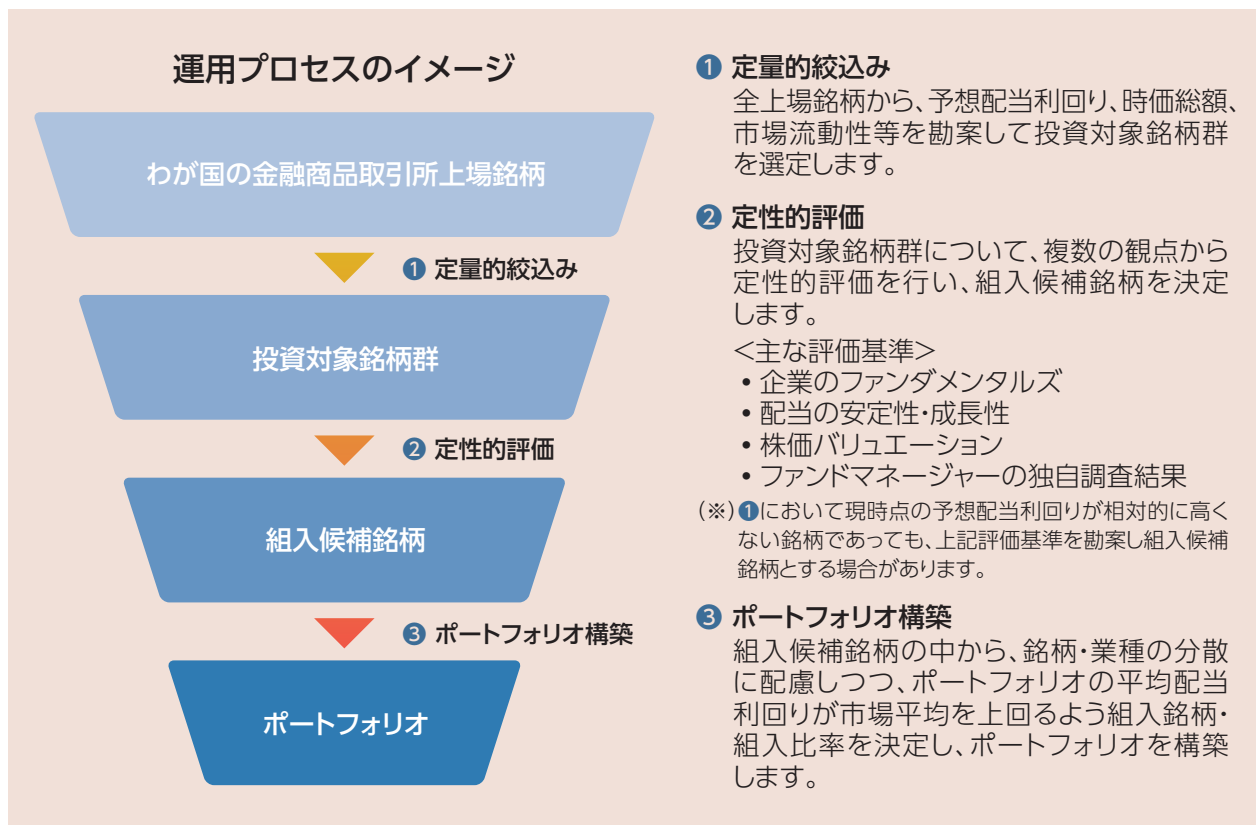 運用プロセスのイメージ
わが国の金融商品取引所上場銘柄
❶ 定量的絞込み
投資対象銘柄群
❷ 定性的評価
組入候補銘柄
❸ ポートフォリオ構築
ポートフォリオ
❶ 定量的絞込み
全上場銘柄から、予想配当利回り、時価総額、
市場流動性等を勘案して投資対象銘柄群
を選定します。
❷ 定性的評価
投資対象銘柄群について、複数の観点から
定性的評価を行い、組入候補銘柄を決定
します。
＜主な評価基準＞
• 企業のファンダメンタルズ
• 配当の安定性・成長性
• 株価バリュエーション
• ファンドマネージャーの独自調査結果
（※）❶において現時点の予想配当利回りが相対的に高く
ない銘柄であっても、上記評価基準を勘案し組入候補
銘柄とする場合があります。
❸ ポートフォリオ構築
組入候補銘柄の中から、銘柄・業種の分散
に配慮しつつ、ポートフォリオの平均配当
利回りが市場平均を上回るよう組入銘柄・
組入比率を決定し、ポートフォリオを構築
します。